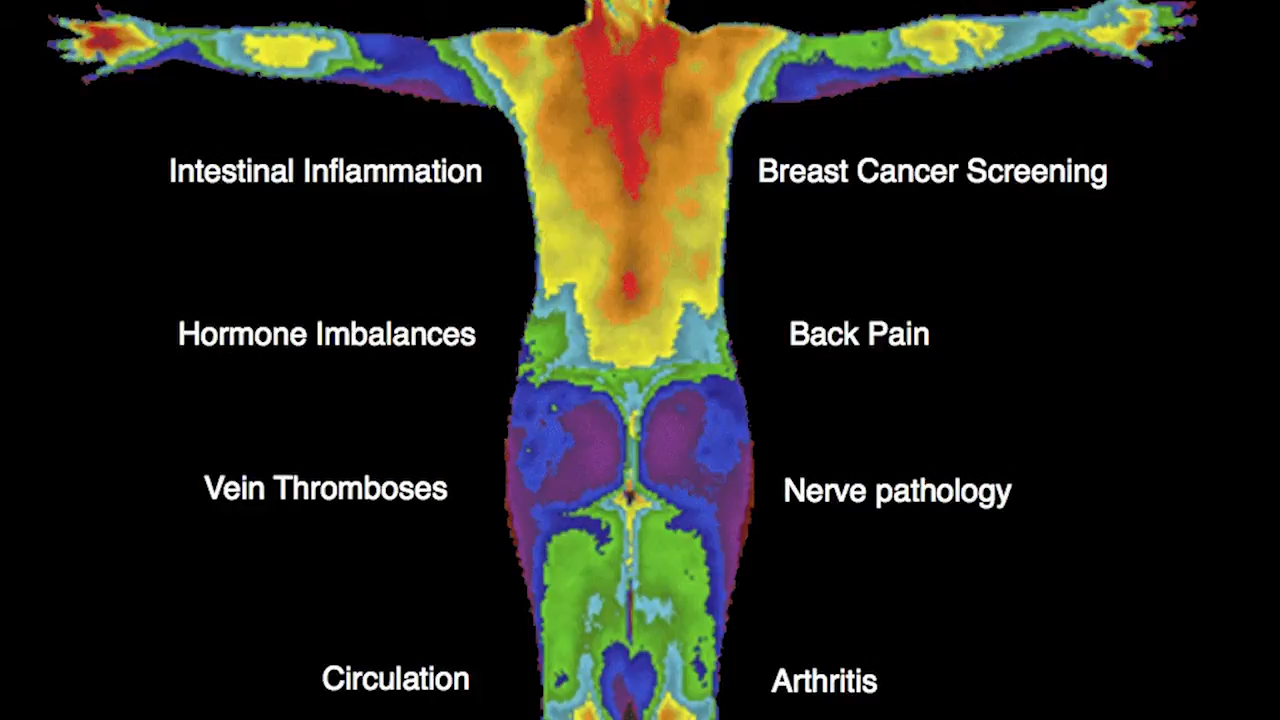 Intestinal Inflammation
Breast Cancer Screening
Hormone Imbalances
Back Pain
Vein Thromboses
Nerve pathology
Circulation
Arthritis